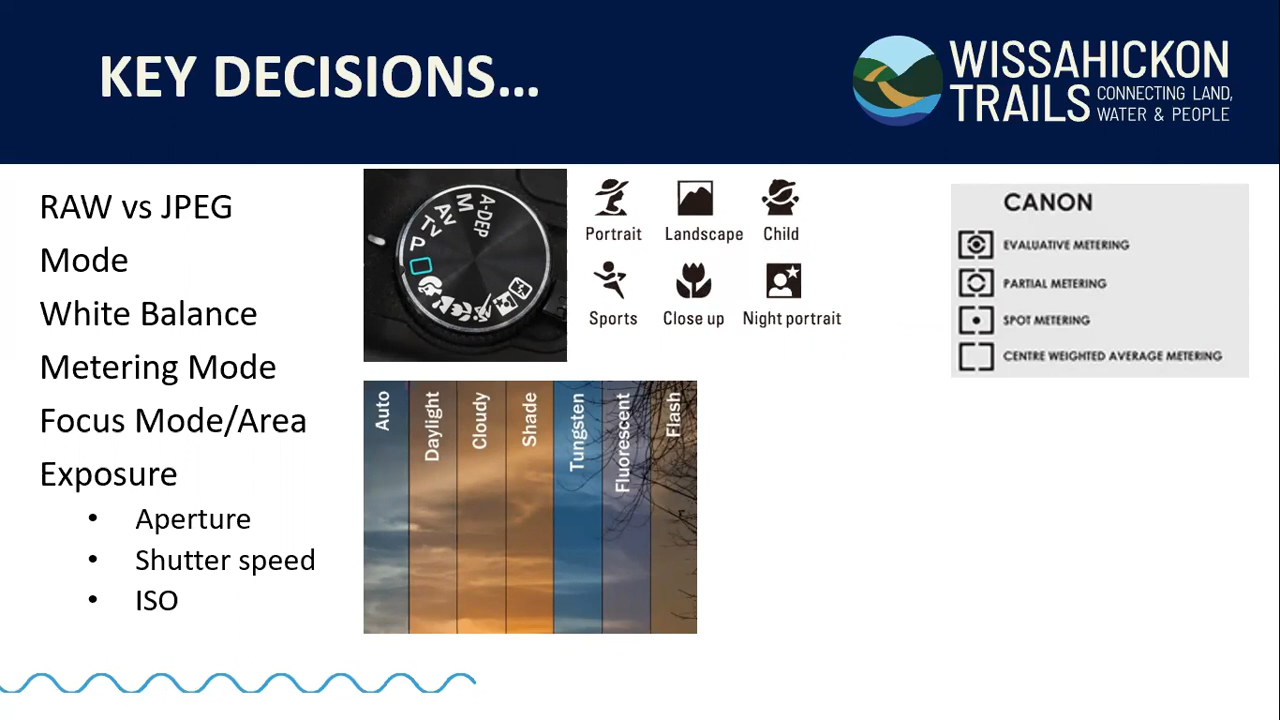 KEY DECISIONS...
WISSAHICKON
TRAILS
CONNECTING LAND,
WATER & PEOPLE
RAW vs JPEG
Mode
White Balance
Metering Mode
Focus Mode/Area
Exposure
• Aperture
• Shutter speed
• ISO
A-DEP
M
Av
Tv
P
Portrait
Landscape
Child
Sports
Close up
Night portrait
CANON
EVALUATIVE METERING
PARTIAL METERING
SPOT METERING
CENTRE WEIGHTED AVERAGE METERING
Auto
Daylight
Cloudy
Shade
Tungsten
Fluorescent
Flash